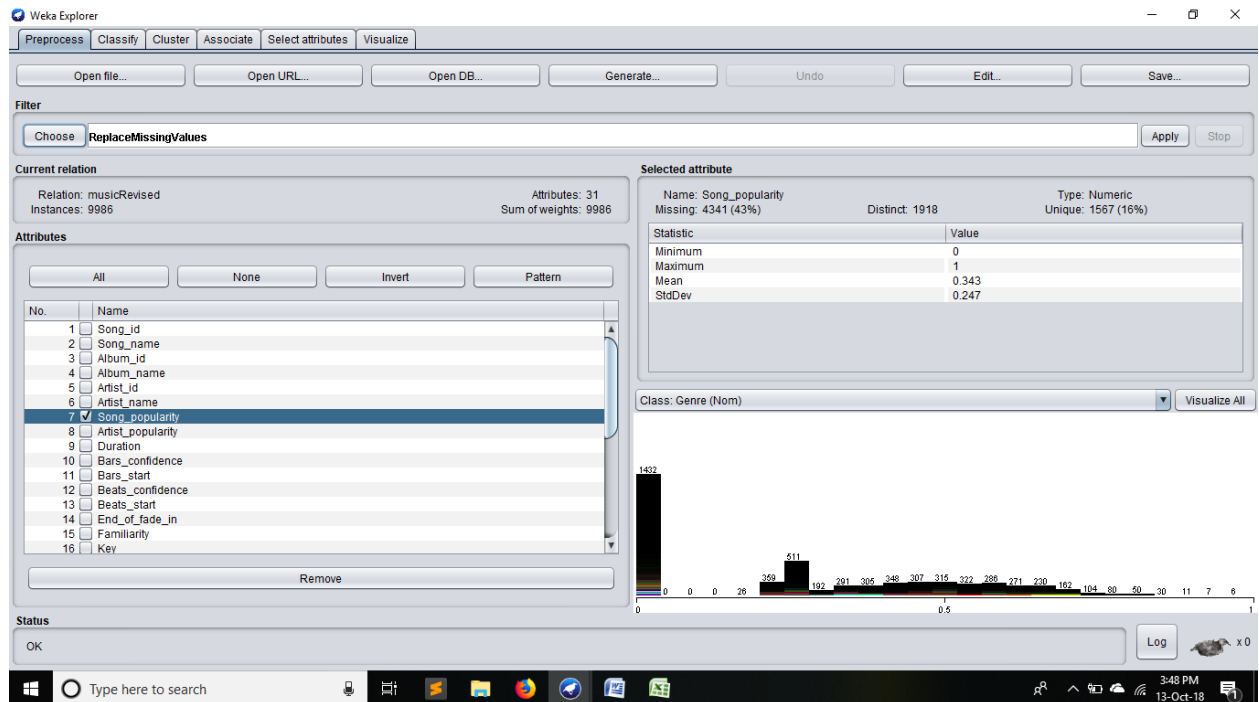 Weka Explorer
Preprocess Classify Cluster Associate Select attributes Visualize
Open file... Open URL... Open DB... Generate... Undo Edit... Save...
Filter
Choose ReplaceMissingValues Apply Stop
Current relation
Relation: musicRevised Attributes: 31
Instances: 9986 Sum of weights: 9986
Attributes
All None Invert Pattern
No. Name
1 Song_id
2 Song_name
3 Album_id
4 Album_name
5 Artist_id
6 Artist_name
7 Song_popularity
8 Artist_popularity
9 Duration
10 Bars_confidence
11 Bars_start
12 Beats_confidence
13 Beats_start
14 End_of_fade_in
15 Familiarity
16 Key
Remove
Selected attribute
Name: Song_popularity Type: Numeric
Missing: 4341 (43%) Distinct: 1918 Unique: 1567 (16%)
Statistic Value
Minimum 0
Maximum 1
Mean 0.343
StdDev 0.247
Class: Genre (Nom) Visualize All
1432 0 0 0 26 359 511 192 291 305 348 307 315 322 286 271 230 162 104 80 50 30 11 7 6
0 0.5 1
Status
OK Log x 0
Type here to search 3:48 PM
13-Oct-18